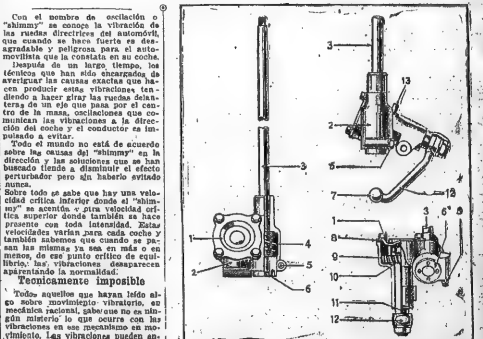 Con el nombre de oscilación o
"shimmy" se conoce la vibración de
las ruedas directrices del automóvil,
que cuando se hace fuerte es des-
agradable y peligrosa para el auto-
movilista que la constata en su coche.
Después de un largo tiempo, los
técnicos que han sido encargados de
averiguar las causas exactas que ha-
cen producir estas vibraciones ten-
diendo a hacer girar las ruedas delan-
teras de un eje que pasa por el cen-
tro de la masa, oscilaciones que co-
munican las vibraciones a la direc-
ción del coche y el conductor es im-
pulsado a evitar.
Todo el mundo no está de acuerdo
sobre las causas del "shimmy" en la
dirección y las soluciones que se han
buscado tiende a disminuir el efecto
perturbador pero sin haberlo evitado
nunca.
Sobre todo se sabe que hay una velo-
cidad crítica inferior donde el "shim-
my" se acentúa y otra velocidad crí-
tica superior donde también se hace
presente con toda intensidad. Estas
velocidades varían para cada coche y
también sabemos que cuando se pa-
san las mismas ya sea en más o en
menos, de ese punto crítico de equi-
librio, las vibraciones desaparecen
aparentando la normalidad.
Tecnicamente imposible
Todos aquellos que hayan leído al-
go sobre movimiento vibratorio, en
mecánica racional, sabe que no es nin-
gún misterio lo que ocurre con las
vibraciones en ese mecanismo en mo-
vimiento. Las vibraciones pueden an-
1
2
3
4
5
6
3
13
2
5
7
13
1
8
9
10
11
12
3
6
9